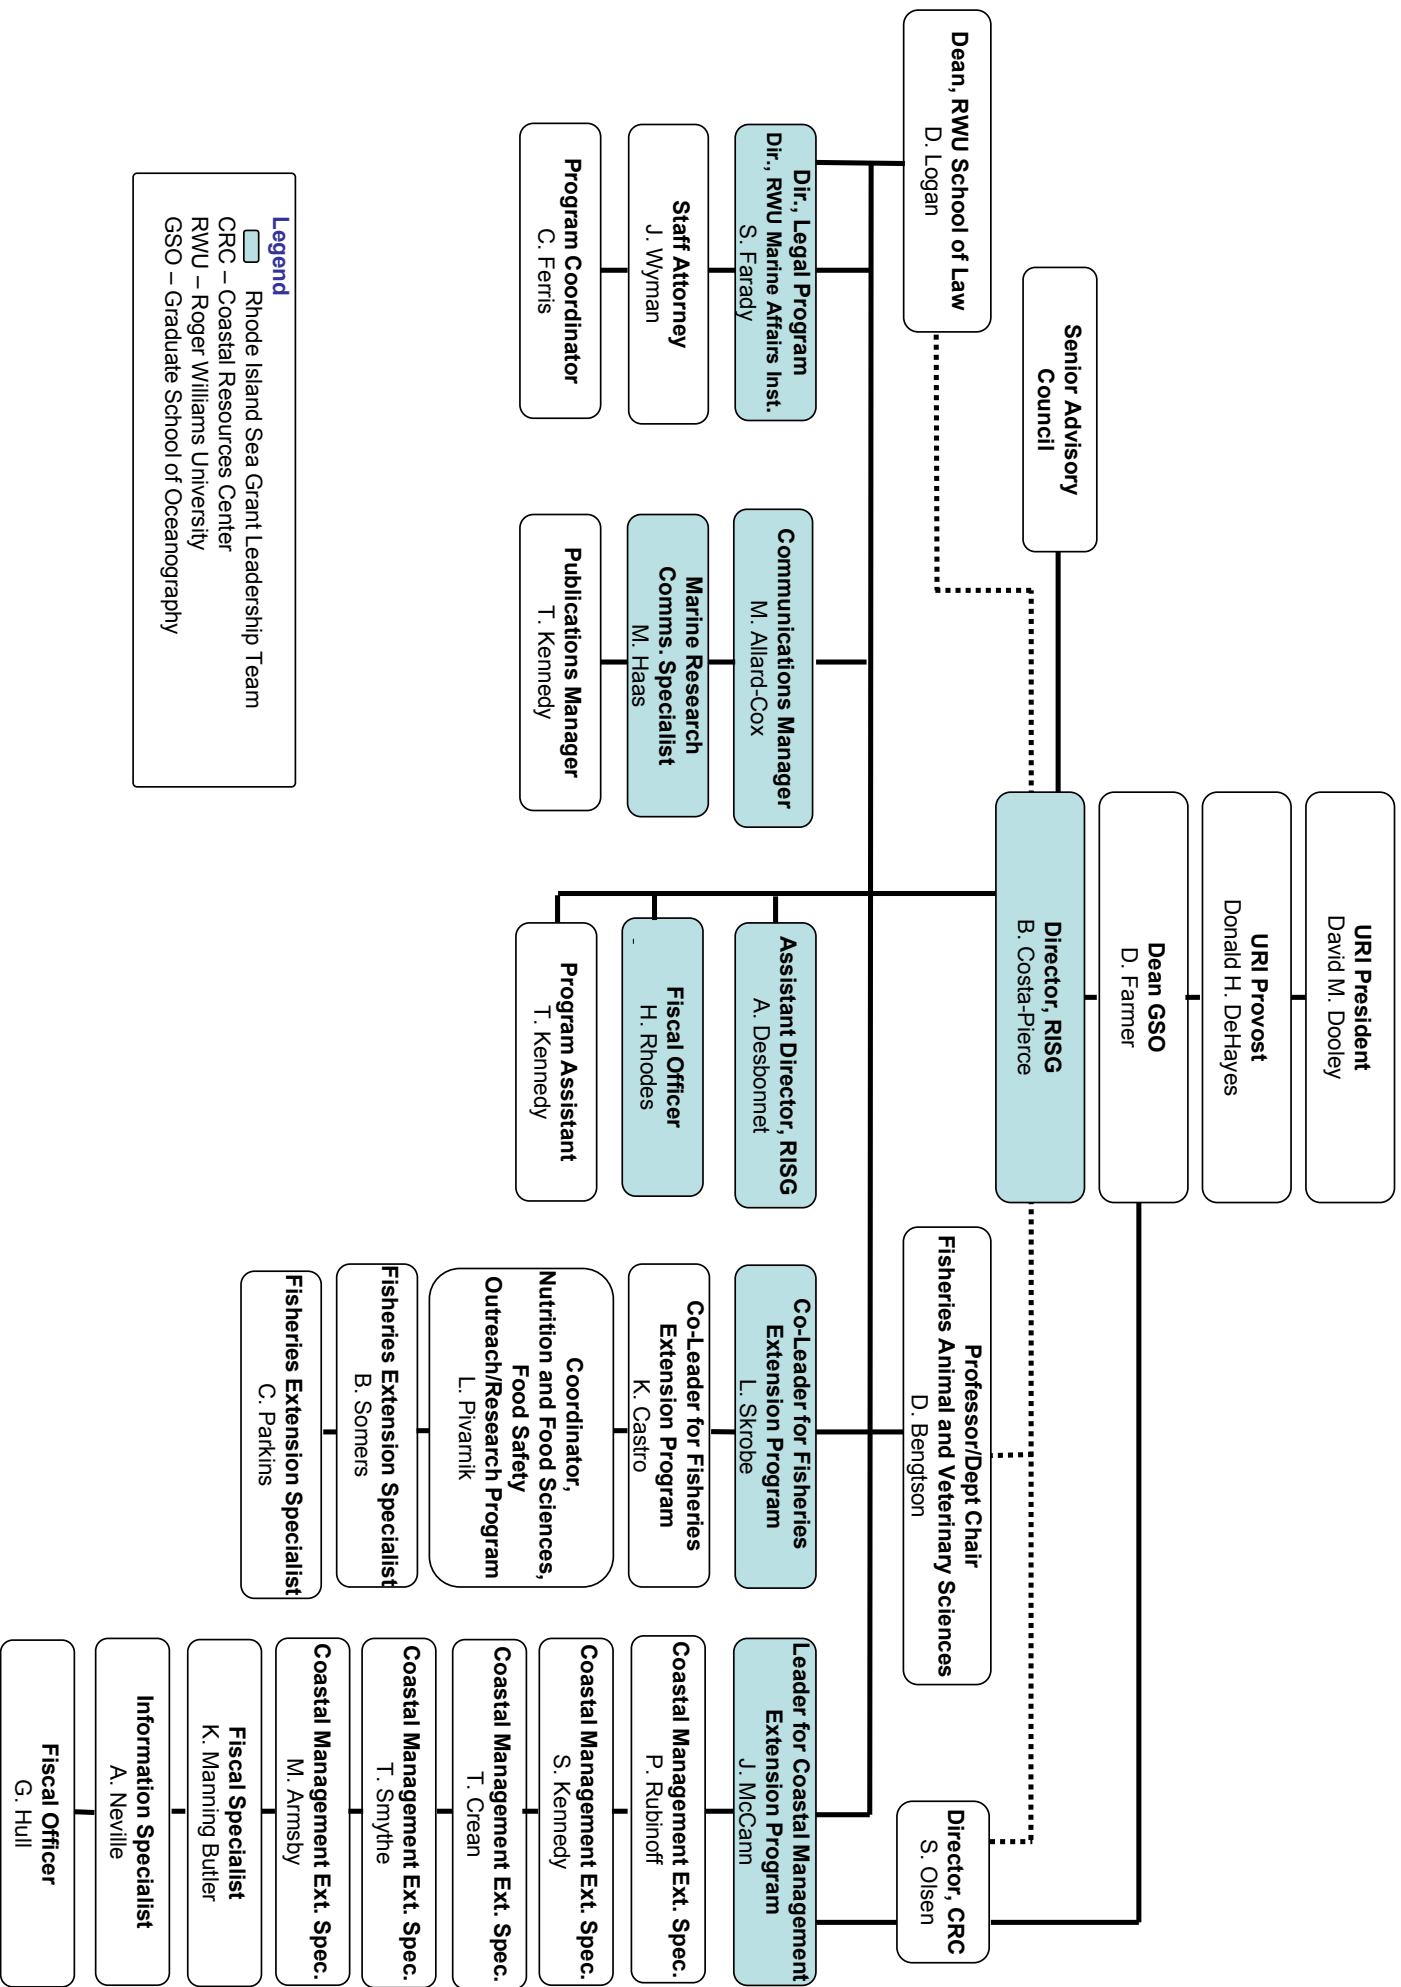 URI President
David M. Dooley
URI Provost
Donald H. DeHayes
Dean GSO
D. Farmer
Senior Advisory
Council
Director, RISG
B. Costa-Pierce
Dean, RWU School of Law
D. Logan
Professor/Dept Chair
Fisheries Animal and Veterinary Sciences
D. Bengtson
Director, CRC
S. Olsen
Dir., Legal Program
Dir., RWU Marine Affairs Inst.
S. Farady
Staff Attorney
J. Wyman
Program Coordinator
C. Ferris
Communications Manager
M. Allard-Cox
Marine Research
Comms. Specialist
M. Haas
Publications Manager
T. Kennedy
Assistant Director, RISG
A. Desbonnet
Fiscal Officer
H. Rhodes
-
Program Assistant
T. Kennedy
Co-Leader for Fisheries
Extension Program
L. Skrobe
Co-Leader for Fisheries
Extension Program
K. Castro
Coordinator,
Nutrition and Food Sciences,
Food Safety
Outreach/Research Program
L. Pivarnik
Fisheries Extension Specialist
B. Somers
Fisheries Extension Specialist
C. Parkins
Leader for Coastal Management
Extension Program
J. McCann
Coastal Management Ext. Spec.
P. Rubinoff
Coastal Management Ext. Spec.
S. Kennedy
Coastal Management Ext. Spec.
T. Crean
Coastal Management Ext. Spec.
T. Smythe
Coastal Management Ext. Spec.
M. Armsby
Fiscal Specialist
K. Manning Butler
Information Specialist
A. Neville
Fiscal Officer
G. Hull
Legend
Rhode Island Sea Grant Leadership Team
CRC – Coastal Resources Center
RWU – Roger Williams University
GSO – Graduate School of Oceanography